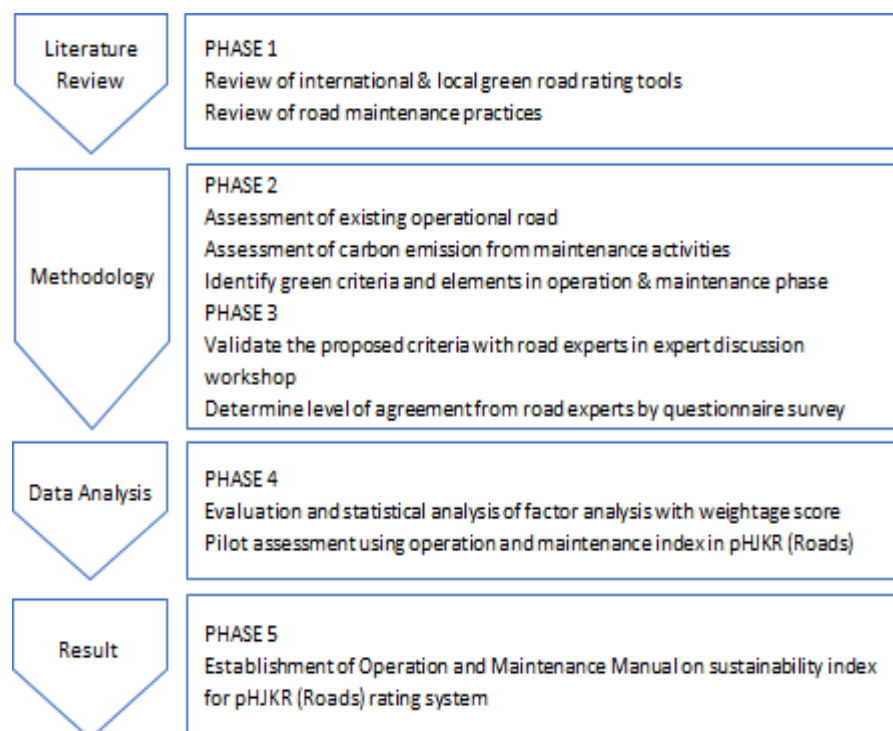 Literature
Review
PHASE 1
Review of international & local green road rating tools
Review of road maintenance practices
Methodology
PHASE 2
Assessment of existing operational road
Assessment of carbon emission from maintenance activities
Identify green criteria and elements in operation & maintenance phase
PHASE 3
Validate the proposed criteria with road experts in expert discussion
workshop
Determine level of agreement from road experts by questionnaire survey
Data Analysis
PHASE 4
Evaluation and statistical analysis of factor analysis with weightage score
Pilot assessment using operation and maintenance index in pHJKR (Roads)
Result
PHASE 5
Establishment of Operation and Maintenance Manual on sustainability index
for pHJKR (Roads) rating system